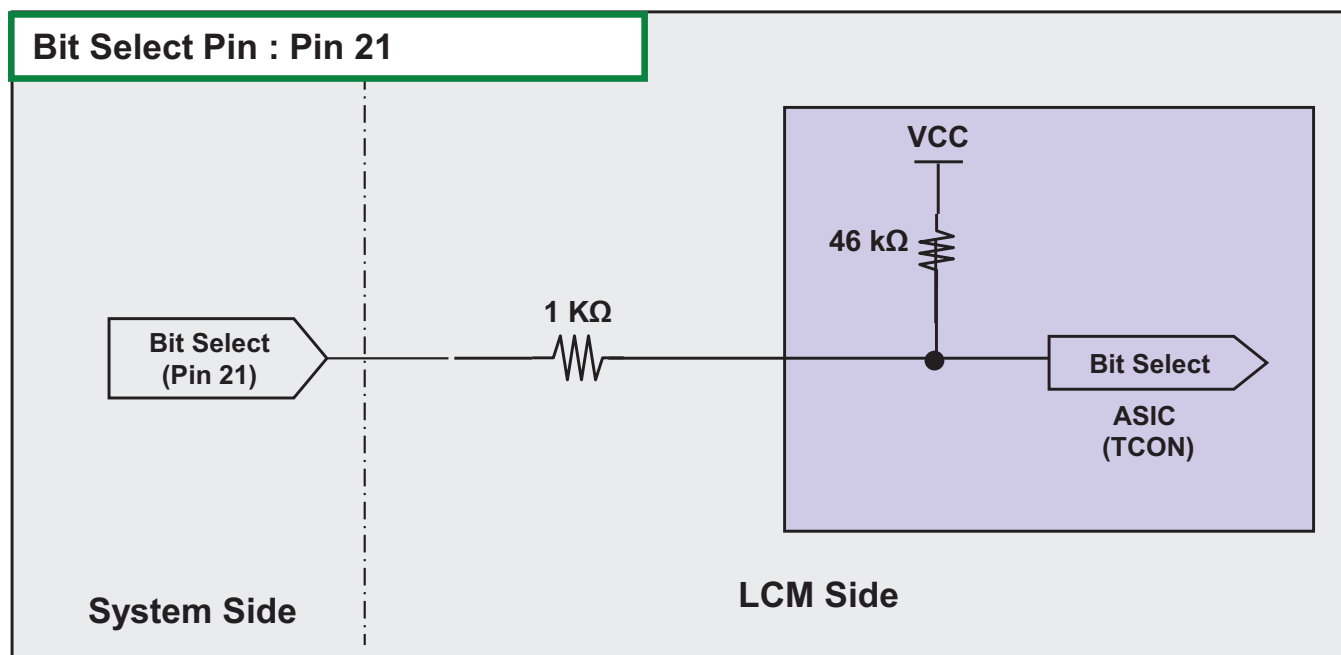 Bit Select Pin : Pin 21
VCC
46 kΩ
1 KΩ
Bit Select
(Pin 21)
Bit Select
ASIC
(TCON)
System Side
LCM Side